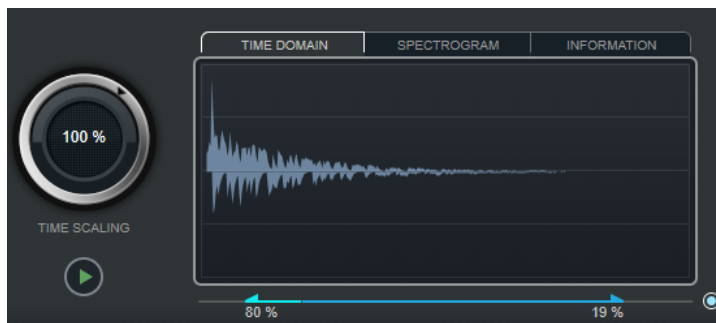 TIME DOMAIN
SPECTROGRAM
INFORMATION
100 %
TIME SCALING
80 %
19 %